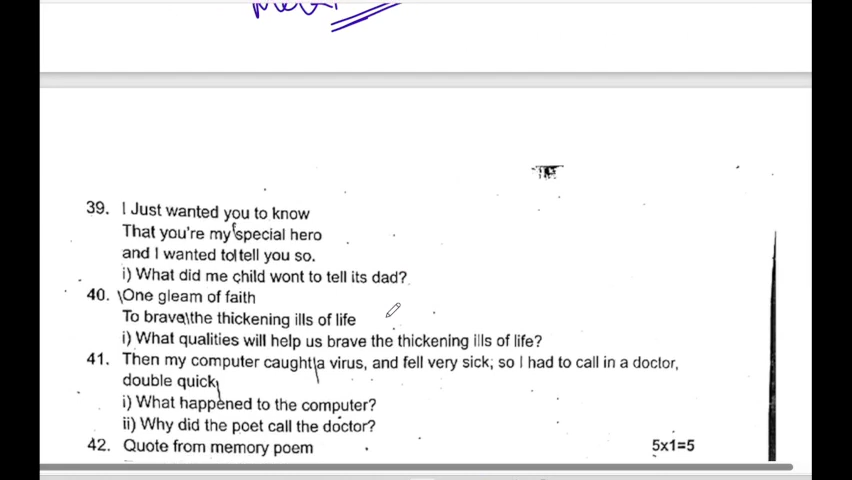 39. I Just wanted you to know
That you're my special hero
and I wanted to tell you so.
i) What did me child wont to tell its dad?
40. One gleam of faith
To brave the thickening ills of life
i) What qualities will help us brave the thickening ills of life?
41. Then my computer caught a virus, and fell very sick; so I had to call in a doctor,
double quick
i) What happened to the computer?
ii) Why did the poet call the doctor?
42. Quote from memory poem 5x1=5